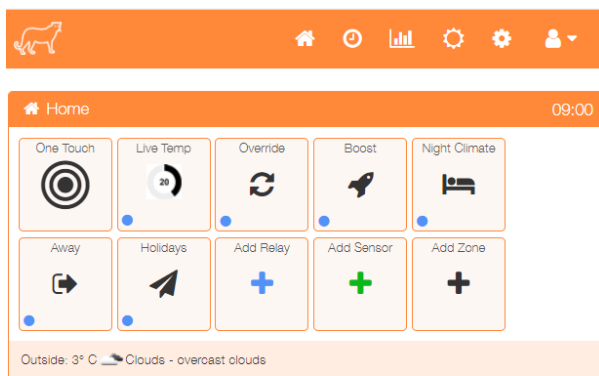 Home 09:00
One Touch Live Temp Override Boost Night Climate
20
Away Holidays Add Relay Add Sensor Add Zone
Outside: 3° C Clouds - overcast clouds